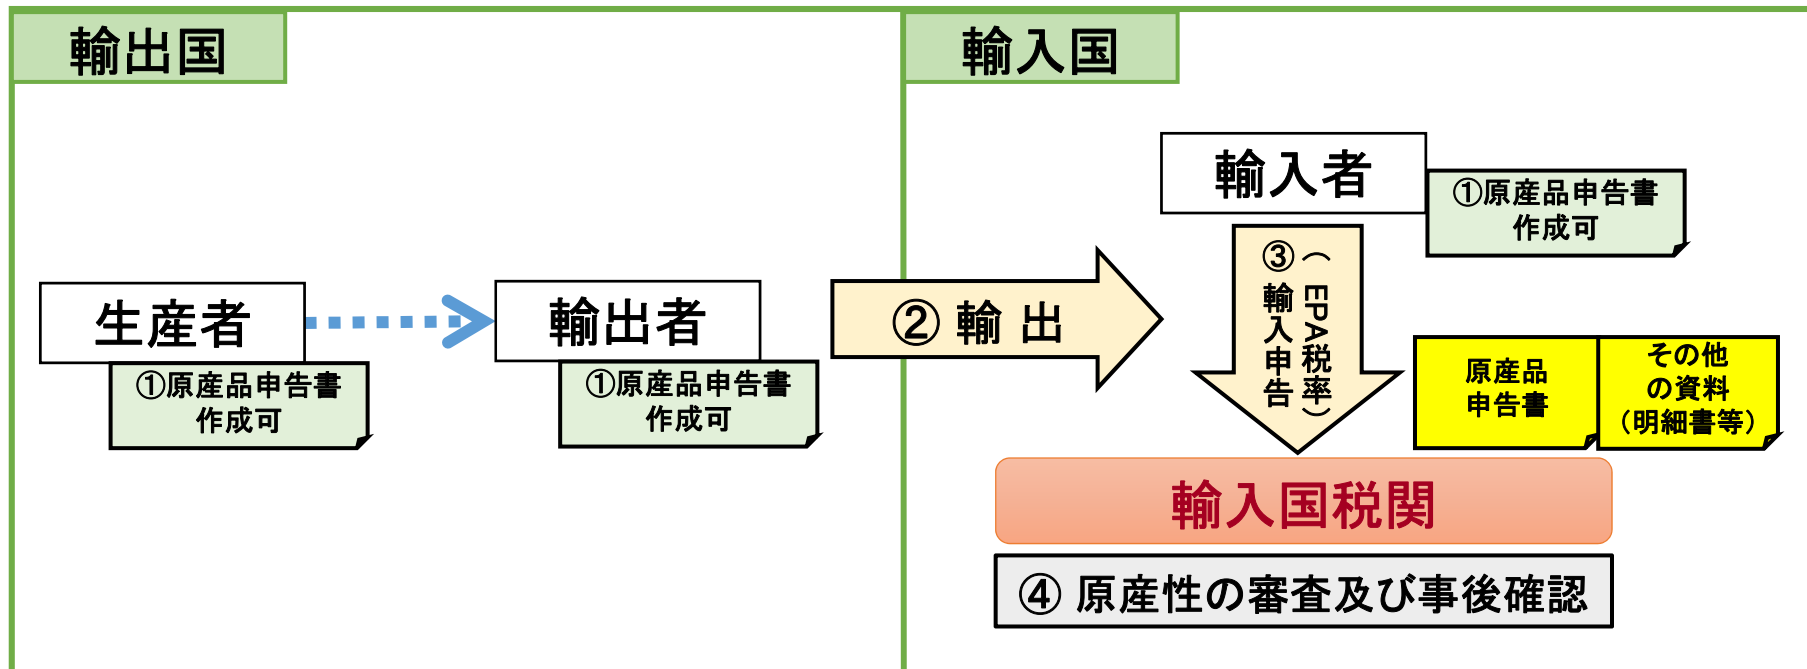 輸出国
輸入国
輸入者
①原産品申告書
作成可
生産者
①原産品申告書
作成可
輸出者
①原産品申告書
作成可
②輸出
③輸入申告
（EPA税率）
原産品
申告書
その他
の資料
（明細書等）
輸入国税関
④ 原産性の審査及び事後確認